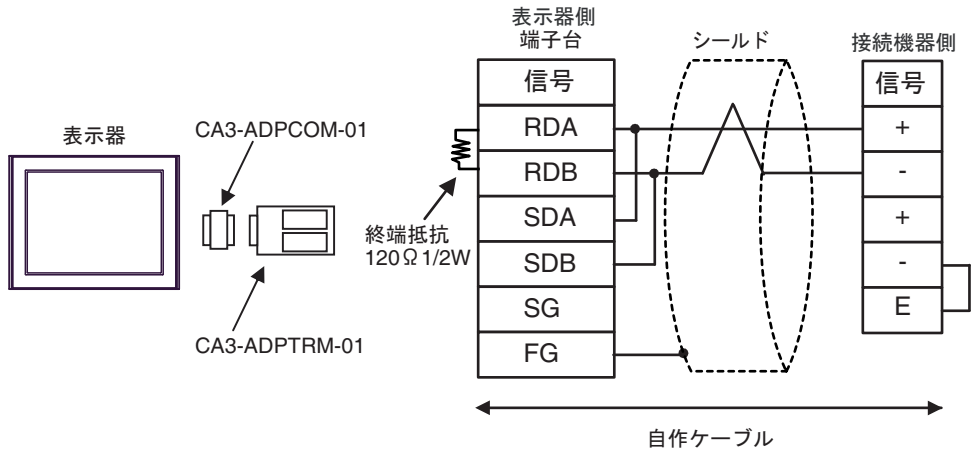 表示器
CA3-ADPCOM-01
CA3-ADPTRM-01
終端抵抗
120Ω 1/2W
表示器側
端子台
信号
RDA
RDB
SDA
SDB
SG
FG
シールド
接続機器側
信号
+
-
+
-
E
自作ケーブル